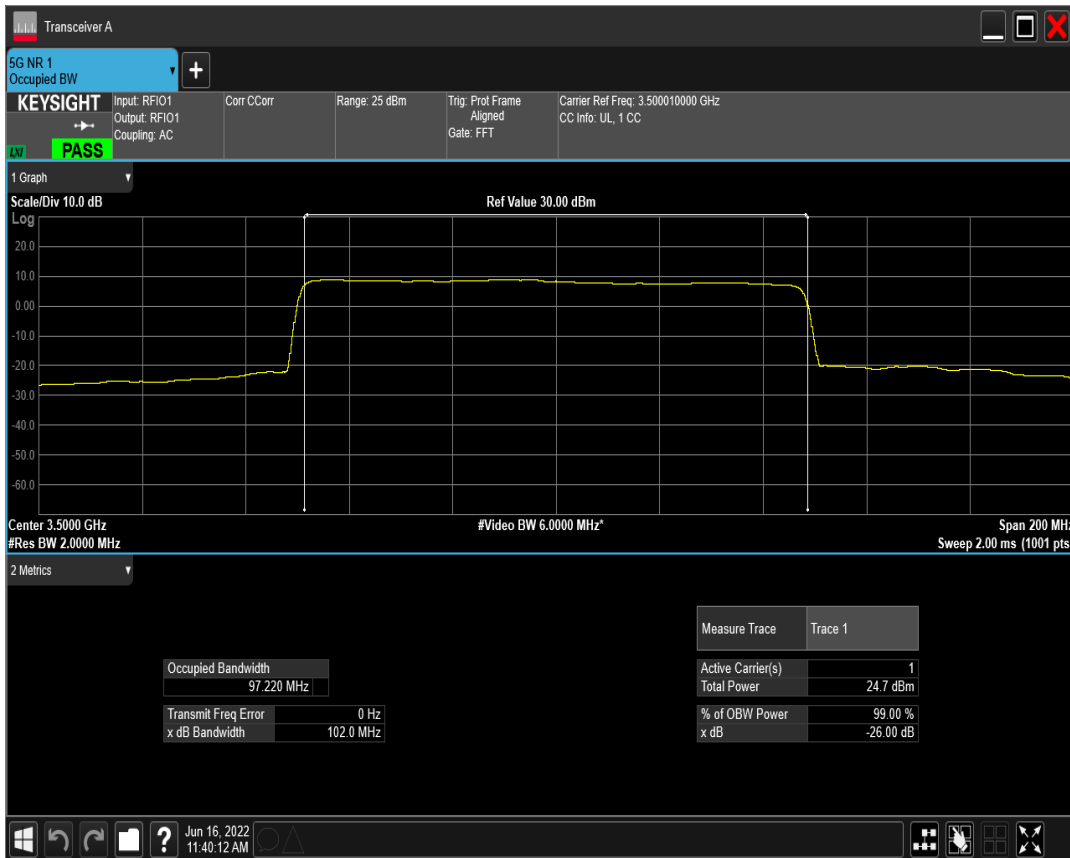 Transceiver A
5G NR 1
Occupied BW
+
KEYSIGHT
LXI
PASS
Input: RFIO1
Output: RFIO1
Coupling: AC
Corr CCorr
Range: 25 dBm
Trig: Prot Frame
Aligned
Gate: FFT
Carrier Ref Freq: 3.500010000 GHz
CC Info: UL, 1 CC
1 Graph
Scale/Div 10.0 dB
Ref Value 30.00 dBm
Log
20.0
10.0
0.00
-10.0
-20.0
-30.0
-40.0
-50.0
-60.0
Center 3.5000 GHz
#Video BW 6.0000 MHz*
Span 200 MHz
#Res BW 2.0000 MHz
Sweep 2.00 ms (1001 pts
2 Metrics
Measure Trace Trace 1
Occupied Bandwidth
97.220 MHz
Active Carrier(s) 1
Total Power 24.7 dBm
Transmit Freq Error 0 Hz
x dB Bandwidth 102.0 MHz
% of OBW Power 99.00 %
x dB -26.00 dB
?
Jun 16, 2022
11:40:12 AM